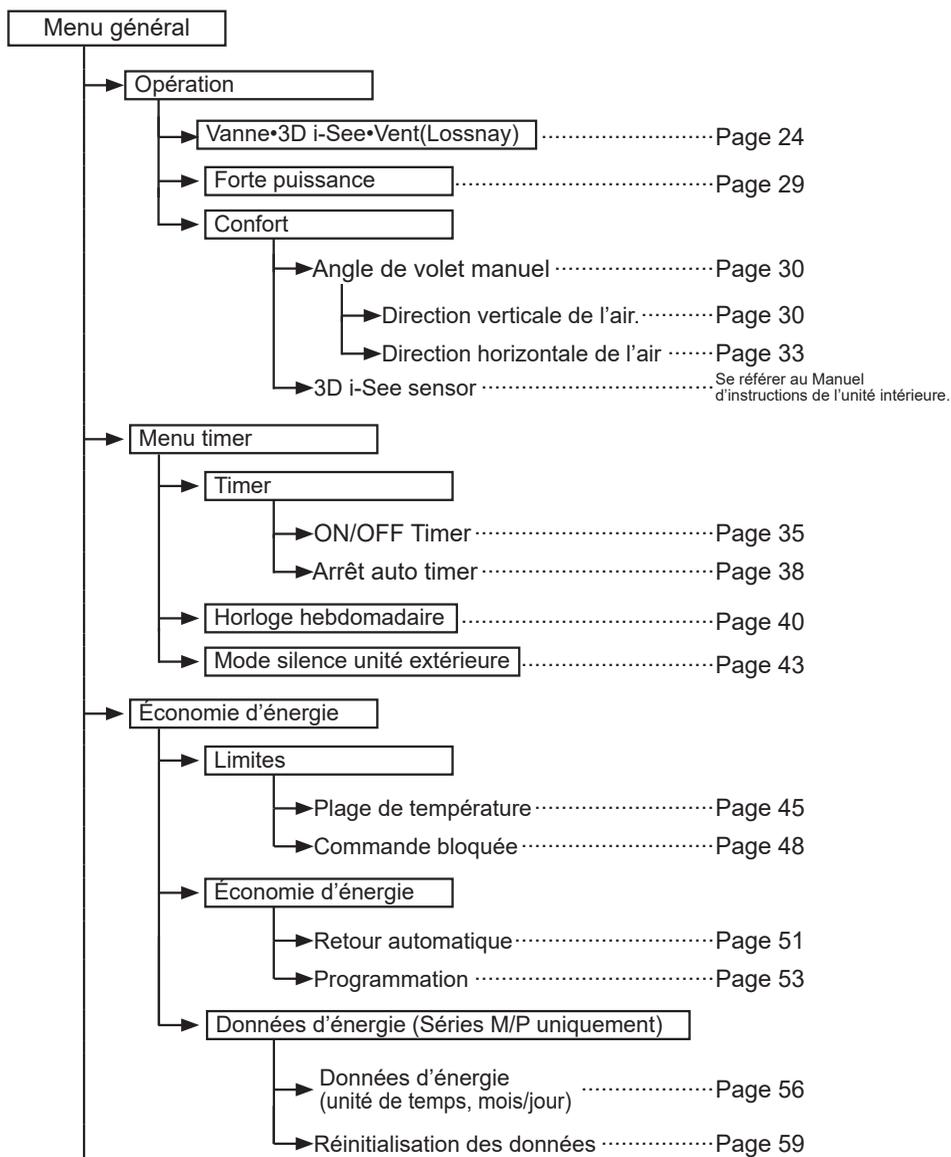 Menu général
Opération
Vanne•3D i-See•Vent(Lossnay) Page 24
Forte puissance Page 29
Confort
Angle de volet manuel Page 30
Direction verticale de l’air. Page 30
Direction horizontale de l’air Page 33
3D i-See sensor Se référer au Manuel
d’instructions de l’unité intérieure.
Menu timer
Timer
ON/OFF Timer Page 35
Arrêt auto timer Page 38
Horloge hebdomadaire Page 40
Mode silence unité extérieure Page 43
Économie d’énergie
Limites
Plage de température Page 45
Commande bloquée Page 48
Économie d’énergie
Retour automatique Page 51
Programmation Page 53
Données d’énergie (Séries M/P uniquement)
Données d’énergie
(unité de temps, mois/jour) Page 56
Réinitialisation des données Page 59